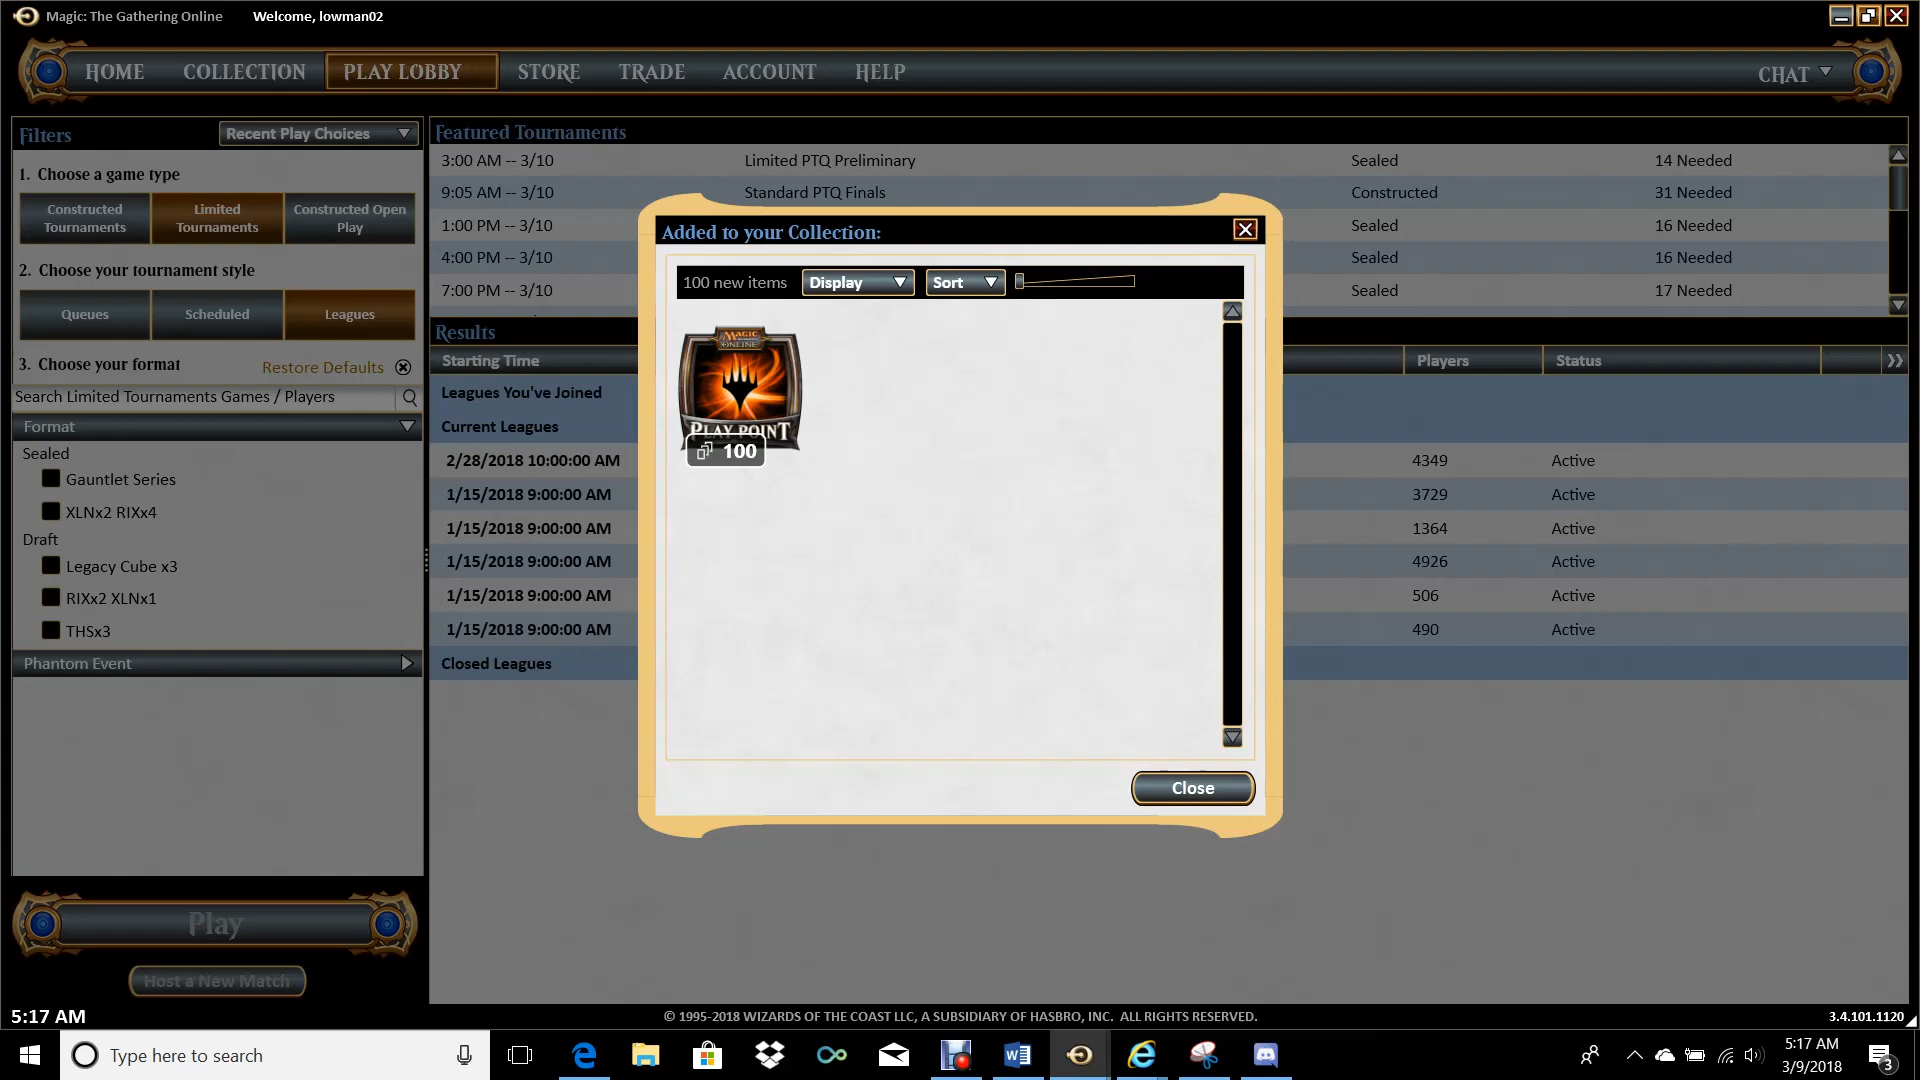 Magic: The Gathering Online Welcome, lowman02
HOME COLLECTION PLAY LOBBY STORE TRADE ACCOUNT HELP CHAT
Filters Recent Play Choices
1. Choose a game type
Constructed Tournaments Limited Tournaments Constructed Open Play
2. Choose your tournament style
Queues Scheduled Leagues
3. Choose your format Restore Defaults
Search Limited Tournaments Games / Players
Format
Sealed
Gauntlet Series
XLNx2 RIXx4
Draft
Legacy Cube x3
RIXx2 XLNx1
THSx3
Phantom Event
Play
Host a New Match
5:17 AM
Featured Tournaments
3:00 AM -- 3/10 Limited PTQ Preliminary Sealed 14 Needed
9:05 AM -- 3/10 Standard PTQ Finals Constructed 31 Needed
1:00 PM -- 3/10 Sealed 16 Needed
4:00 PM -- 3/10 Sealed 16 Needed
7:00 PM -- 3/10 Sealed 17 Needed
Results
Starting Time Players Status
Leagues You've Joined
Current Leagues
2/28/2018 10:00:00 AM 4349 Active
1/15/2018 9:00:00 AM 3729 Active
1/15/2018 9:00:00 AM 1364 Active
1/15/2018 9:00:00 AM 4926 Active
1/15/2018 9:00:00 AM 506 Active
1/15/2018 9:00:00 AM 490 Active
Closed Leagues
Added to your Collection:
100 new items Display Sort
MAGIC
ONLINE
PLAY POINT
100
Close
© 1995-2018 WIZARDS OF THE COAST LLC, A SUBSIDIARY OF HASBRO, INC. ALL RIGHTS RESERVED.
3.4.101.1120
Type here to search
5:17 AM
3/9/2018
3